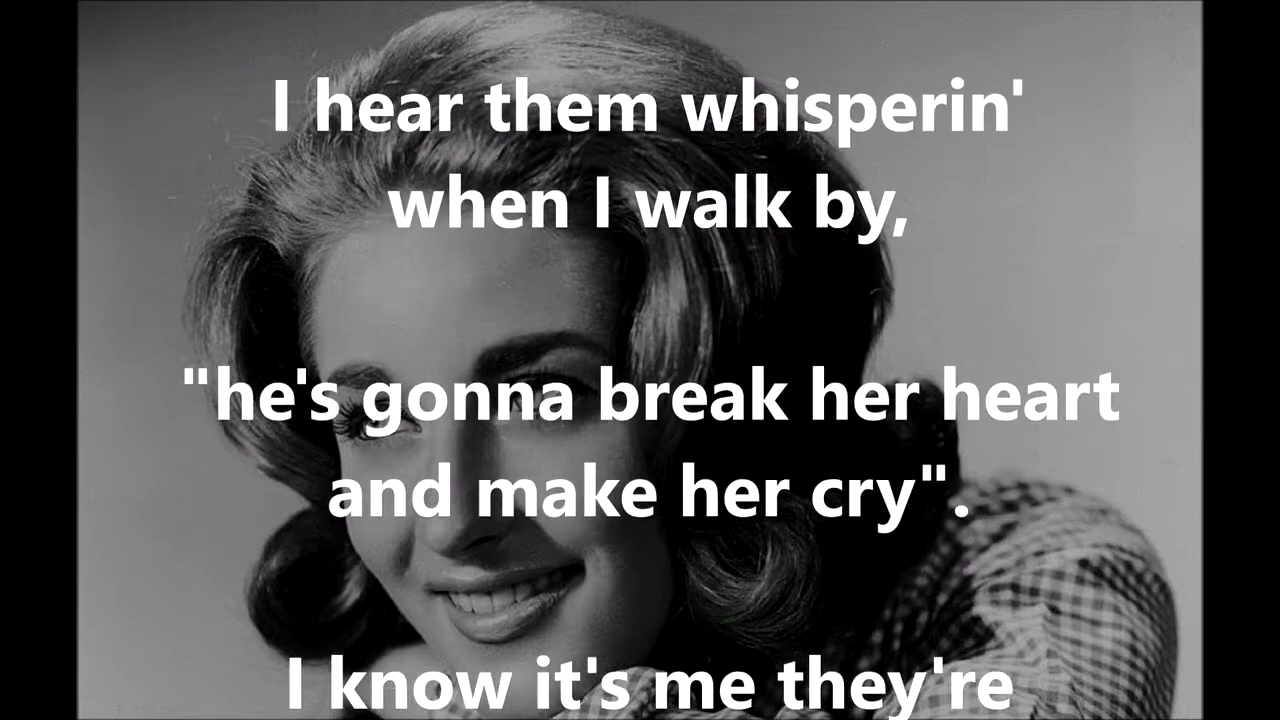 I hear them whisperin'
when I walk by,
"he's gonna break her heart
and make her cry".
I know it's me they're